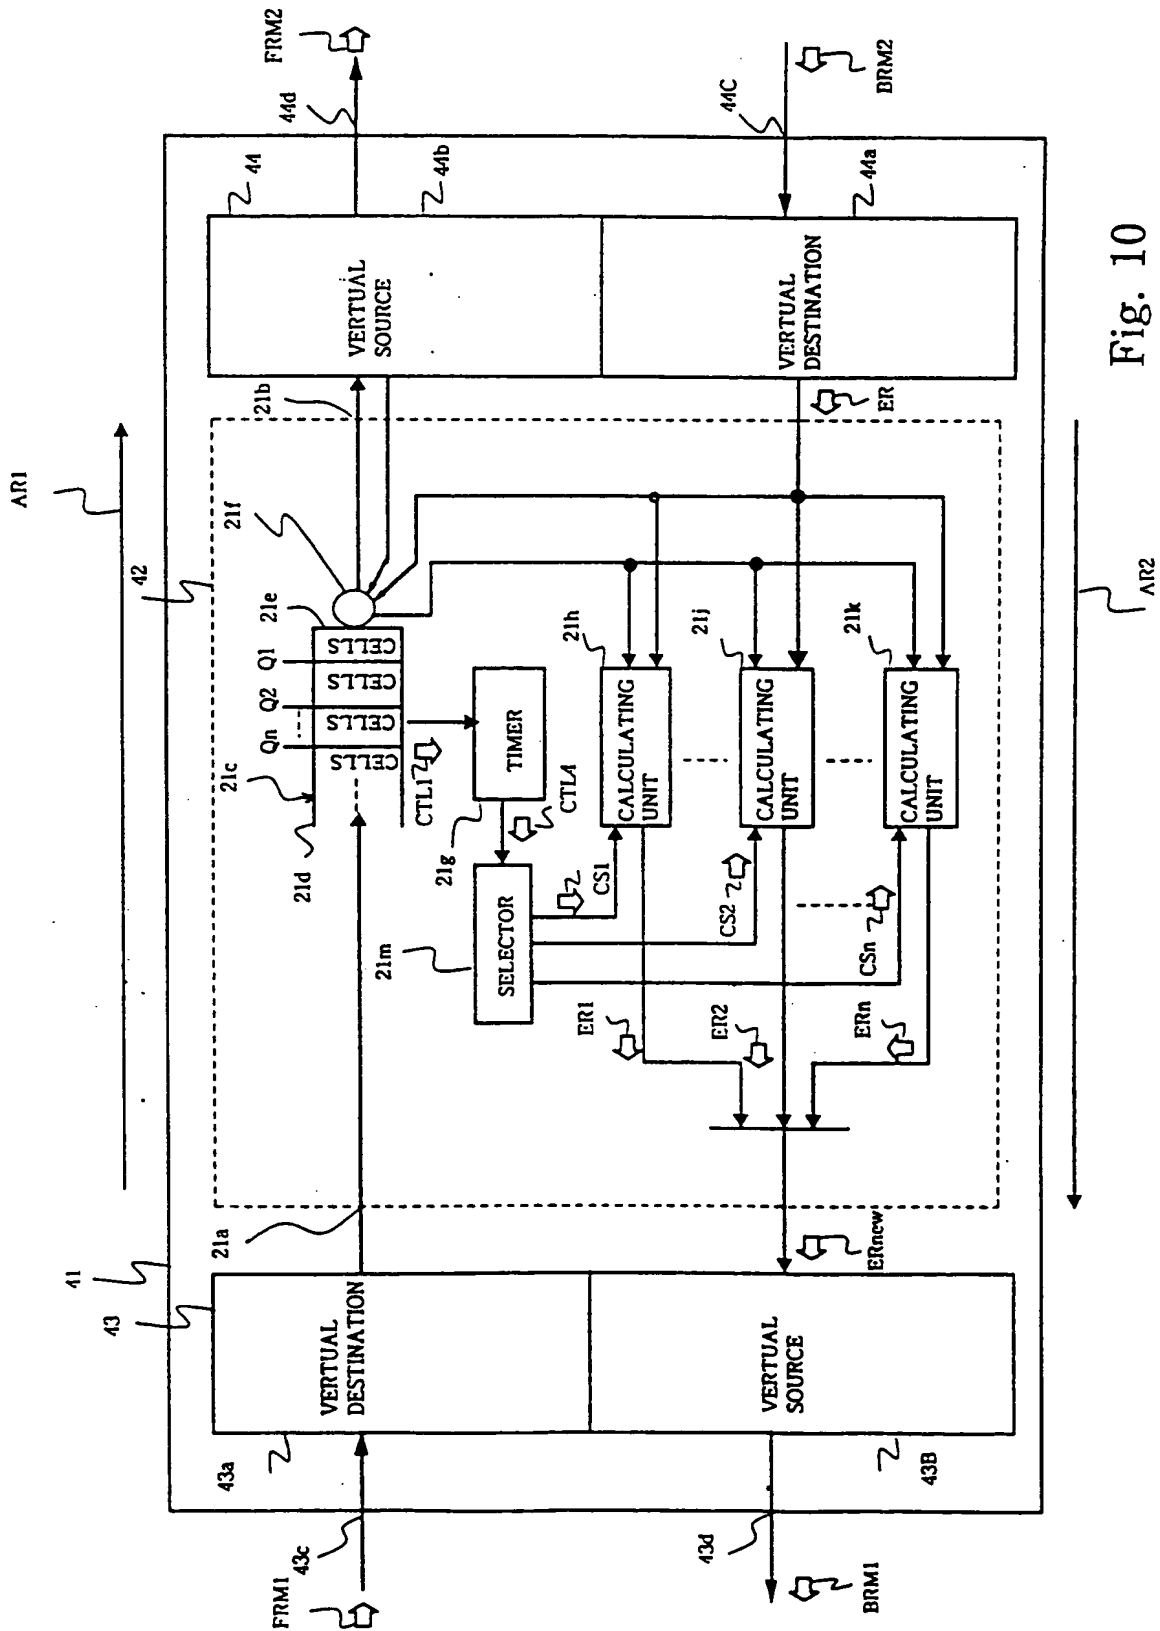 AR1
41
43
42
44
FRM1
43c
43a
VERTUAL
DESTINATION
21a
21d
21c
Qn
Q2
Q1
21e
21f
21b
CELLS
CELLS
CELLS
CELLS
VERTUAL
SOURCE
44b
44d
FRM2
CTL1
TIMER
21g
CTLA
SELECTOR
21m
CS1
CS2
CSn
21h
CALCULATING
UNIT
21j
CALCULATING
UNIT
21k
CALCULATING
UNIT
ER1
ER2
ERn
ERnew
ER
VERTUAL
SOURCE
43B
43d
BRM1
VERTUAL
DESTINATION
44a
44C
BRM2
AR2
Fig. 10